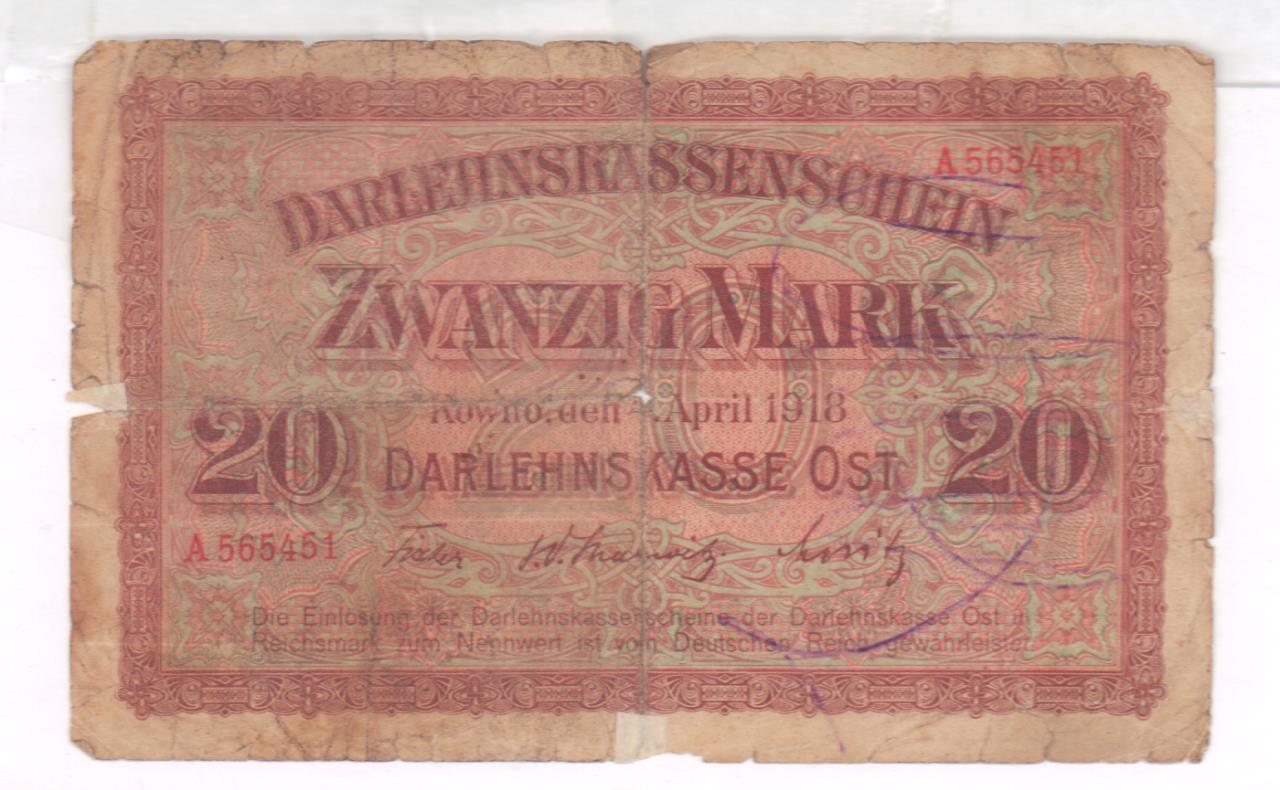 A 565451
DARLEHNSKASSENSCHEIN
ZWANZIG MARK
Kowno, den 4. April 1918
20 DARLEHNSKASSE OST 20
A 565451
Die Einlösung der Darlehnskassenscheine der Darlehnskasse Ost in
Reichsmark zum Nennwert ist vom Deutschen Reiche gewährleistet.